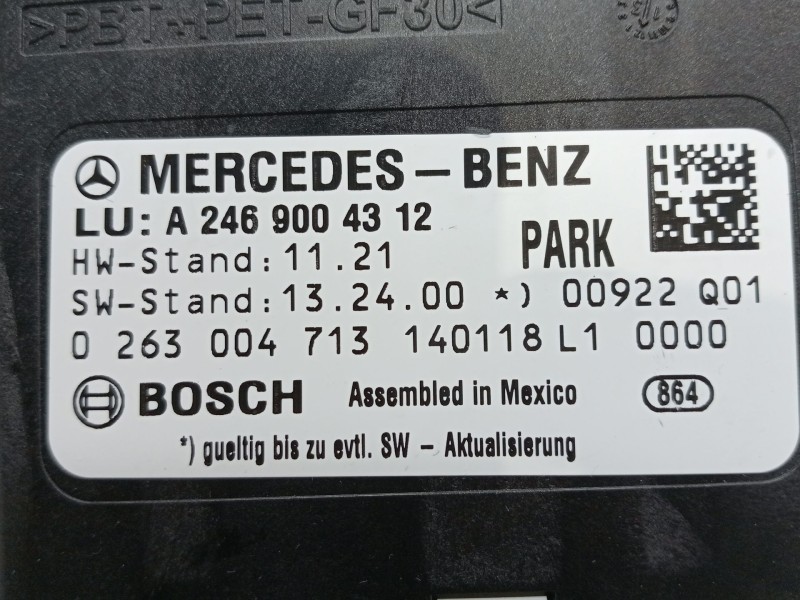 >PBT-PET-GF30<
MERCEDES-BENZ
LU: A 246 900 43 12
PARK
HW-Stand: 11.21
SW-Stand: 13.24.00 *) 00922 Q01
0 263 004 713 140118 L1 0000
BOSCH Assembled in Mexico 864
*) gueltig bis zu evtl. SW - Aktualisierung